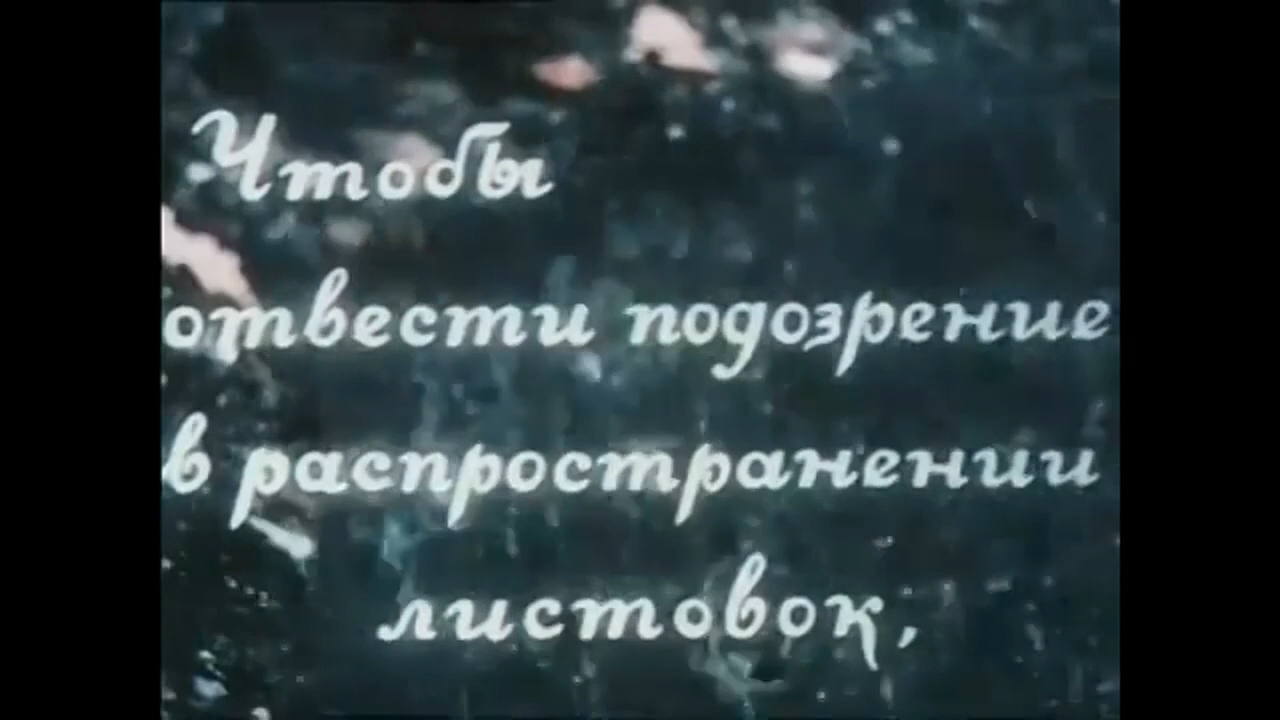 Чтобы
отвести подозрение
в распространении
листовок,